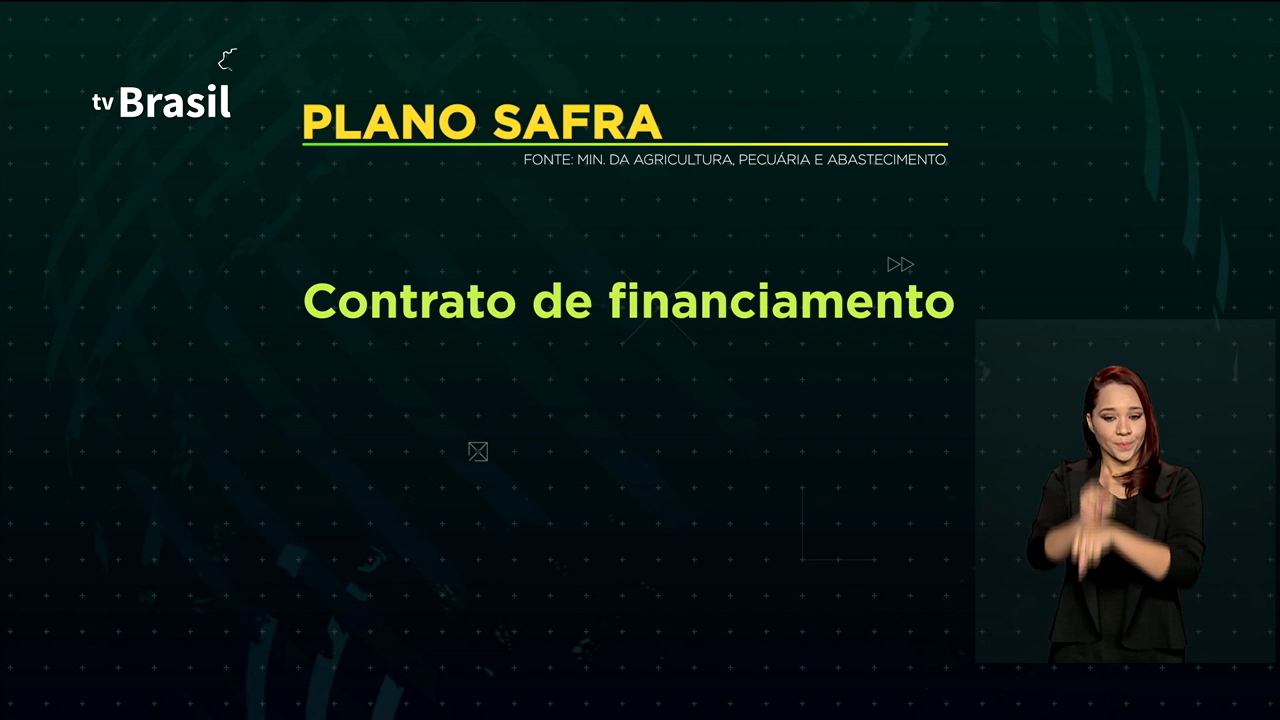 tv Brasil
PLANO SAFRA
FONTE: MIN. DA AGRICULTURA, PECUÁRIA E ABASTECIMENTO
Contrato de financiamento